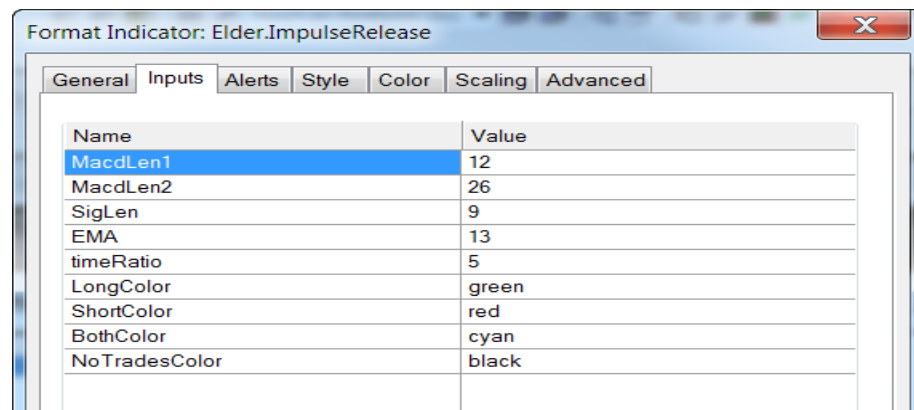 Format Indicator: Elder.ImpulseRelease
General Inputs Alerts Style Color Scaling Advanced
Name Value
MacdLen1 12
MacdLen2 26
SigLen 9
EMA 13
timeRatio 5
LongColor green
ShortColor red
BothColor cyan
NoTradesColor black